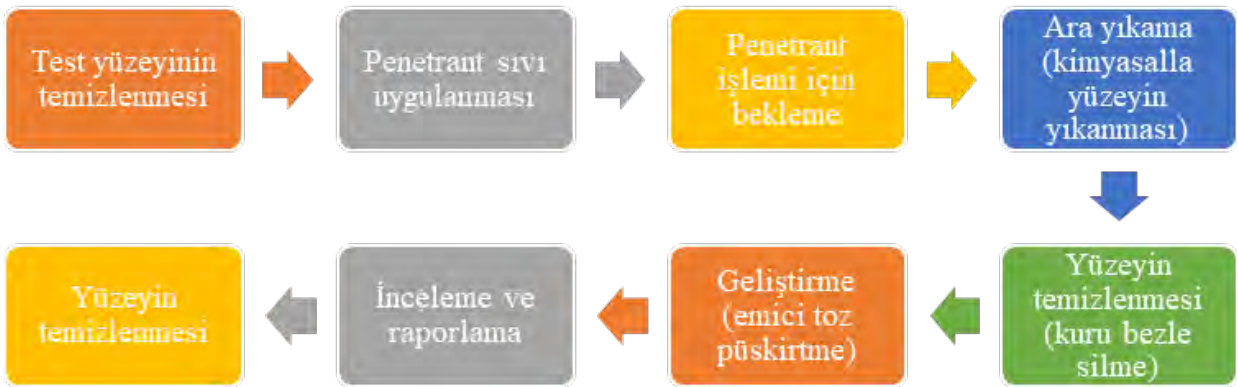 Test yüzeyinin
temizlenmesi
Penetrant sıvı
uygulanması
Penetrant
işlemi için
bekleme
Ara yıkama
(kimyasalla
yüzeyin
yıkanması)
Yüzeyin
temizlenmesi
(kuru bezle
silme)
Geliştirme
(emici toz
püskirtme)
İnceleme ve
raporlama
Yüzeyin
temizlenmesi